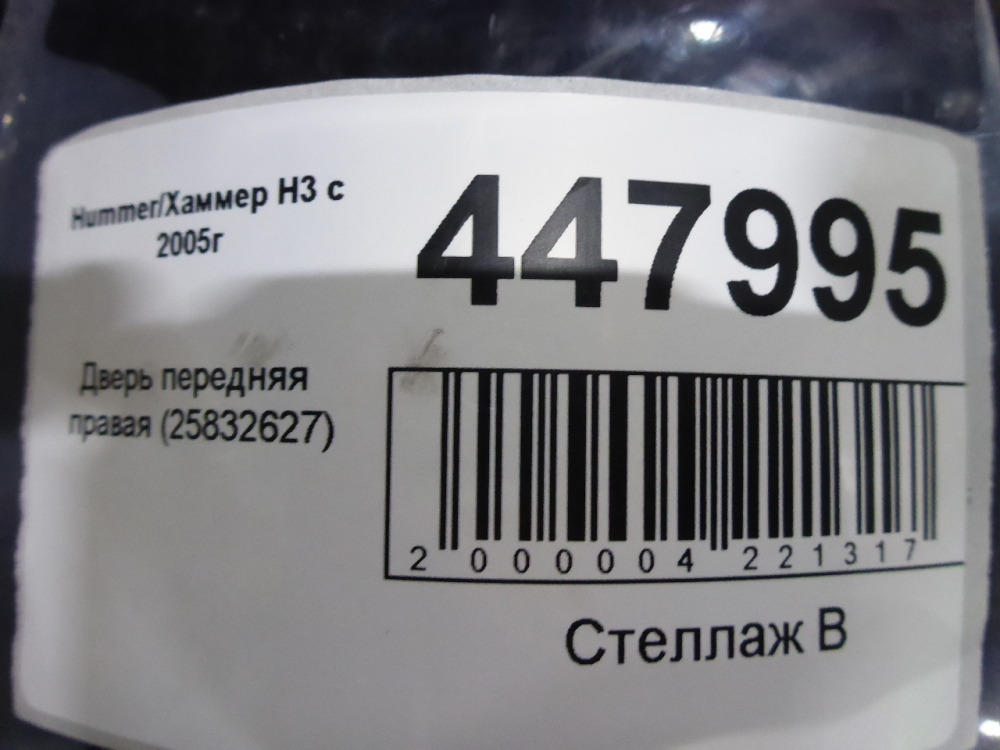 Hummer/Хаммер H3 с
2005г
447995
Дверь передняя
правая (25832627)
2 000004 221317
Стеллаж В